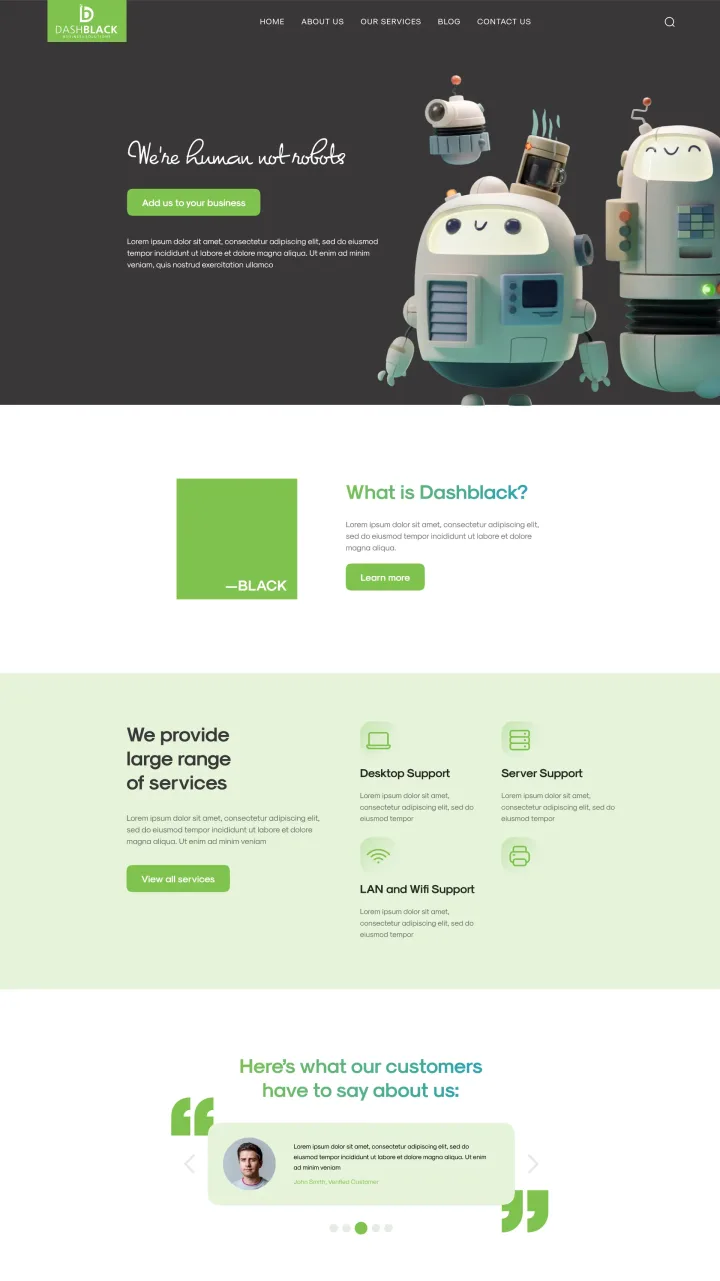 DASHBLACK
HOME ABOUT US OUR SERVICES BLOG CONTACT US
We're human not robots
Add us to your business
Lorem ipsum dolor sit amet, consectetur adipiscing elit, sed do eiusmod
tempor incididunt ut labore et dolore magna aliqua. Ut enim ad minim
veniam, quis nostrud exercitation ullamco
—BLACK
What is Dashblack?
Lorem ipsum dolor sit amet, consectetur adipiscing elit,
sed do eiusmod tempor incididunt ut labore et dolore
magna aliqua.
Learn more
We provide
large range
of services
Lorem ipsum dolor sit amet, consectetur adipiscing elit,
sed do eiusmod tempor incididunt ut labore et dolore
magna aliqua. Ut enim ad minim veniam
View all services
Desktop Support
Lorem ipsum dolor sit amet,
consectetur adipiscing elit, sed do
eiusmod tempor
Server Support
Lorem ipsum dolor sit amet,
consectetur adipiscing elit, sed do
eiusmod tempor
LAN and Wifi Support
Lorem ipsum dolor sit amet,
consectetur adipiscing elit, sed do
eiusmod tempor
Here's what our customers
have to say about us:
Lorem ipsum dolor sit amet, consectetur adipiscing elit, sed do
eiusmod tempor incididunt ut labore et dolore magna aliqua. Ut enim
ad minim veniam
John Smith, Verified Customer